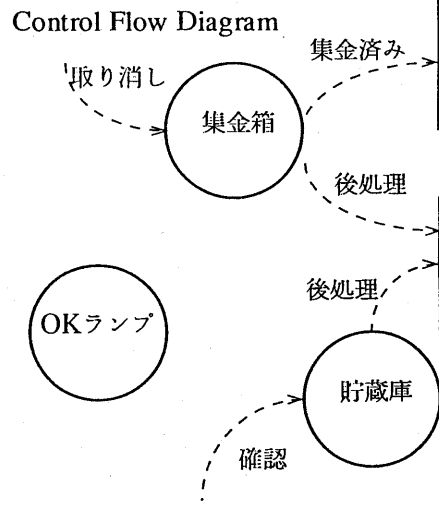 Control Flow Diagram
集金済み
取り消し
集金箱
後処理
後処理
OKランプ
貯蔵庫
確認